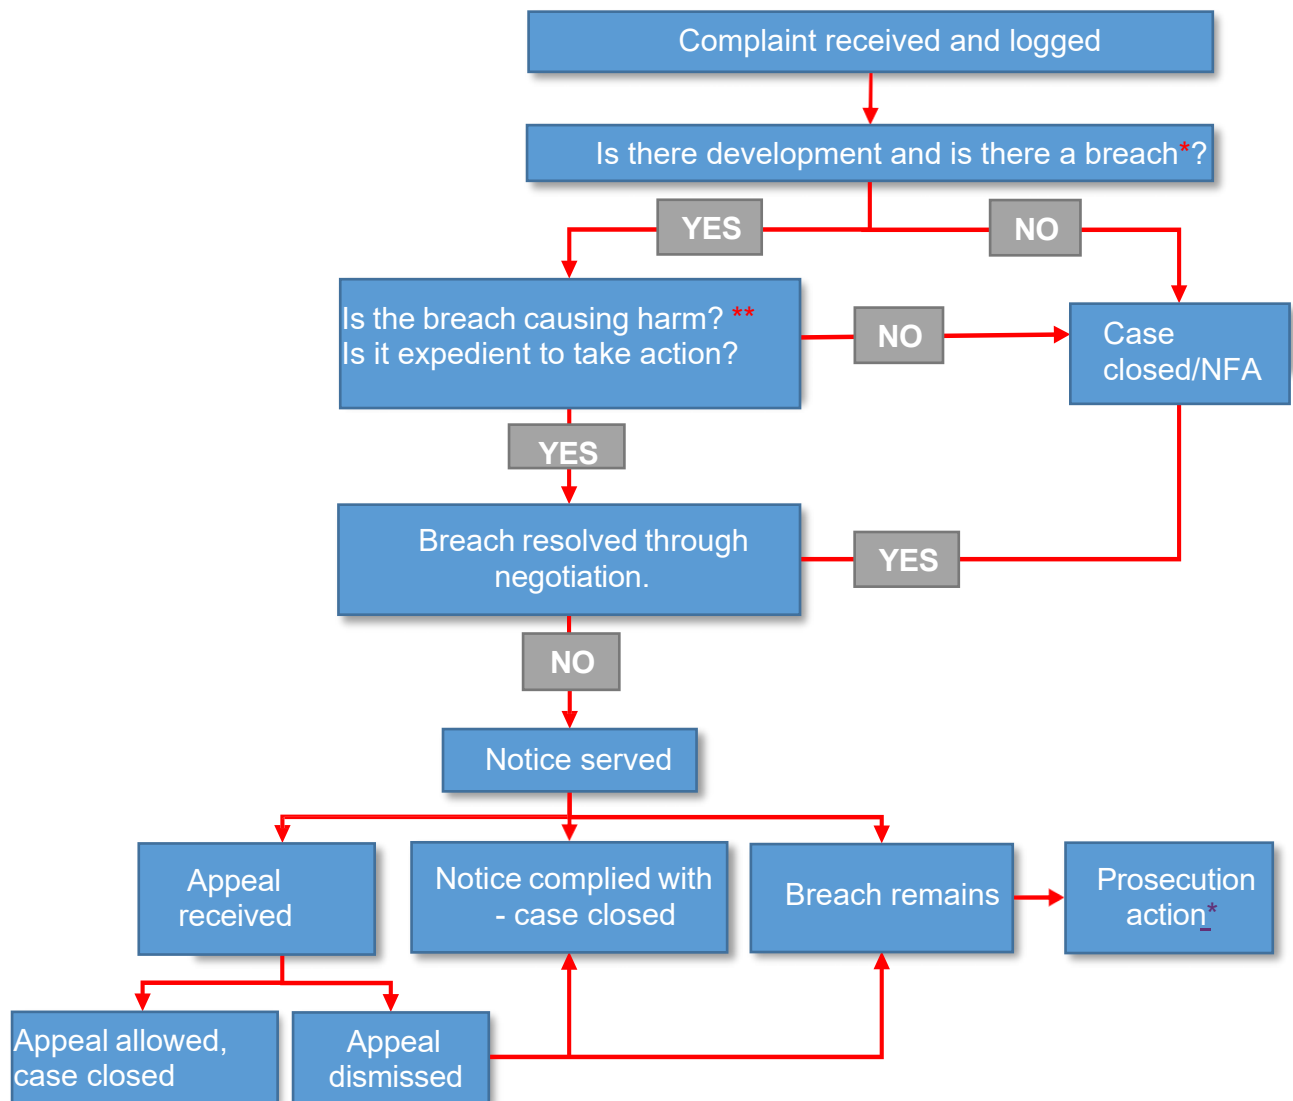 Complaint received and logged
Is there development and is there a breach*?
YES
NO
Is the breach causing harm? **
Is it expedient to take action?
NO
Case
closed/NFA
YES
Breach resolved through
negotiation.
YES
NO
Notice served
Appeal
received
Notice complied with
- case closed
Breach remains
Prosecution
action*
Appeal allowed,
case closed
Appeal
dismissed